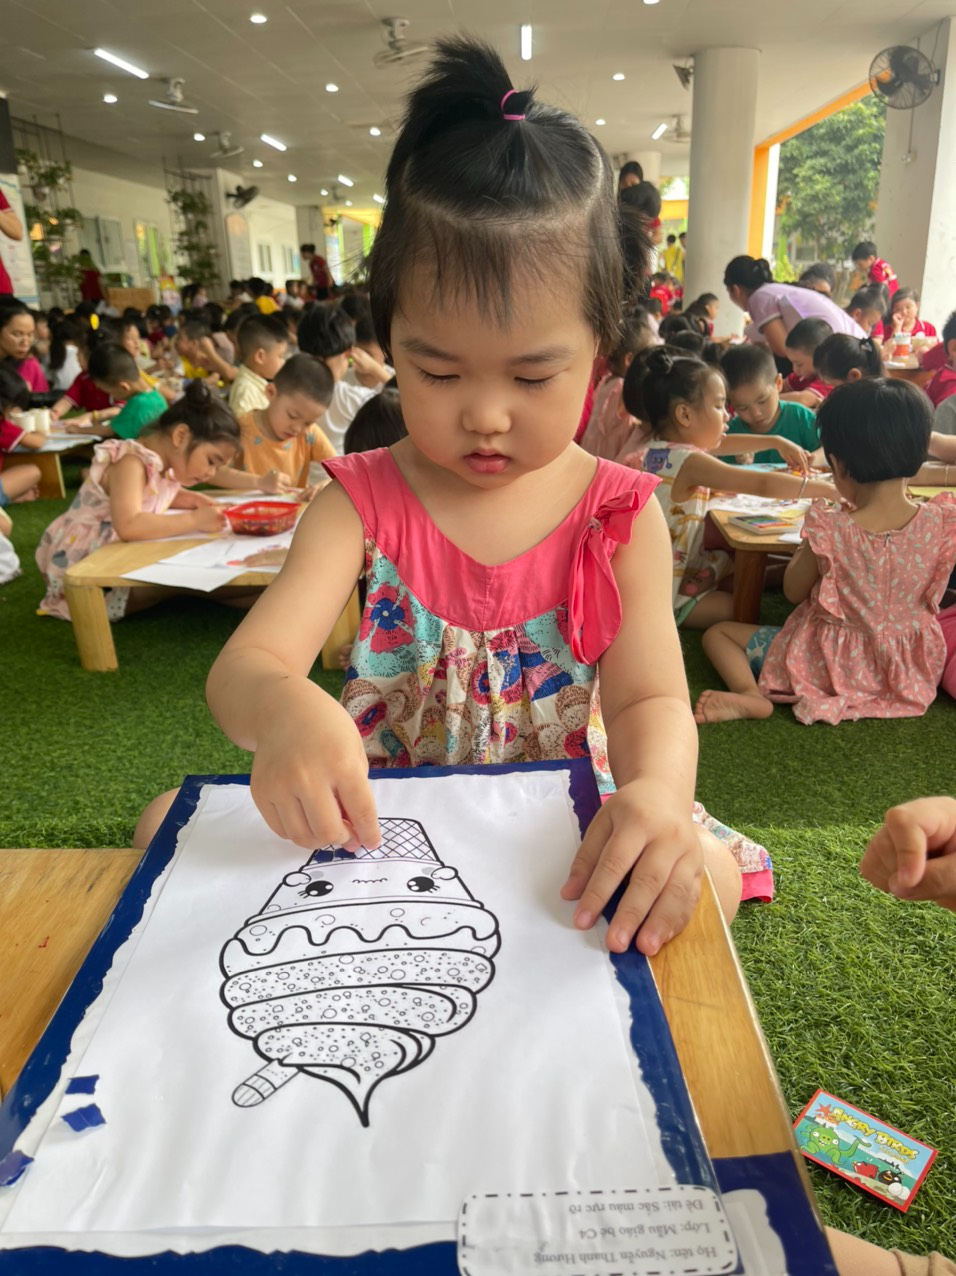 Họ tên: Nguyễn Thanh Hương
Lớp: Mẫu giáo bé C4
Đề tài: Sắc màu rực rỡ
ANGRY BIRDS